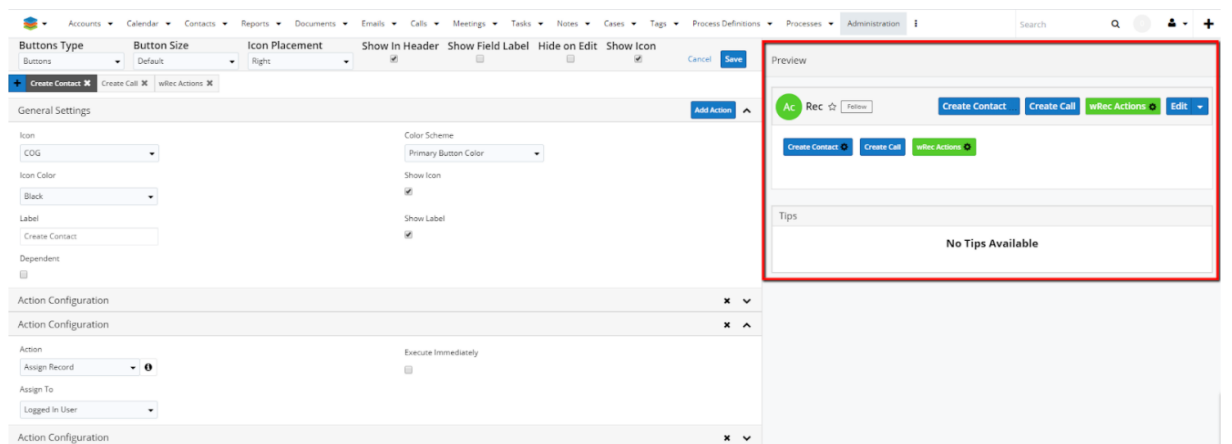 Accounts Calendar Contacts Reports Documents Emails Calls Meetings Tasks Notes Cases Tags Process Definitions Processes Administration Search
Buttons Type Button Size Icon Placement Show In Header Show Field Label Hide on Edit Show Icon
Buttons Default Right Cancel Save
Create Contact Create Call wRec Actions
General Settings Add Action
Icon Color Scheme
COG Primary Button Color
Icon Color Show Icon
Black
Label Show Label
Create Contact
Dependent
Action Configuration
Action Configuration
Action Execute Immediately
Assign Record
Assign To
Logged In User
Action Configuration
Preview
Ac Rec Follow Create Contact Create Call wRec Actions Edit
Create Contact Create Call wRec Actions
Tips
No Tips Available